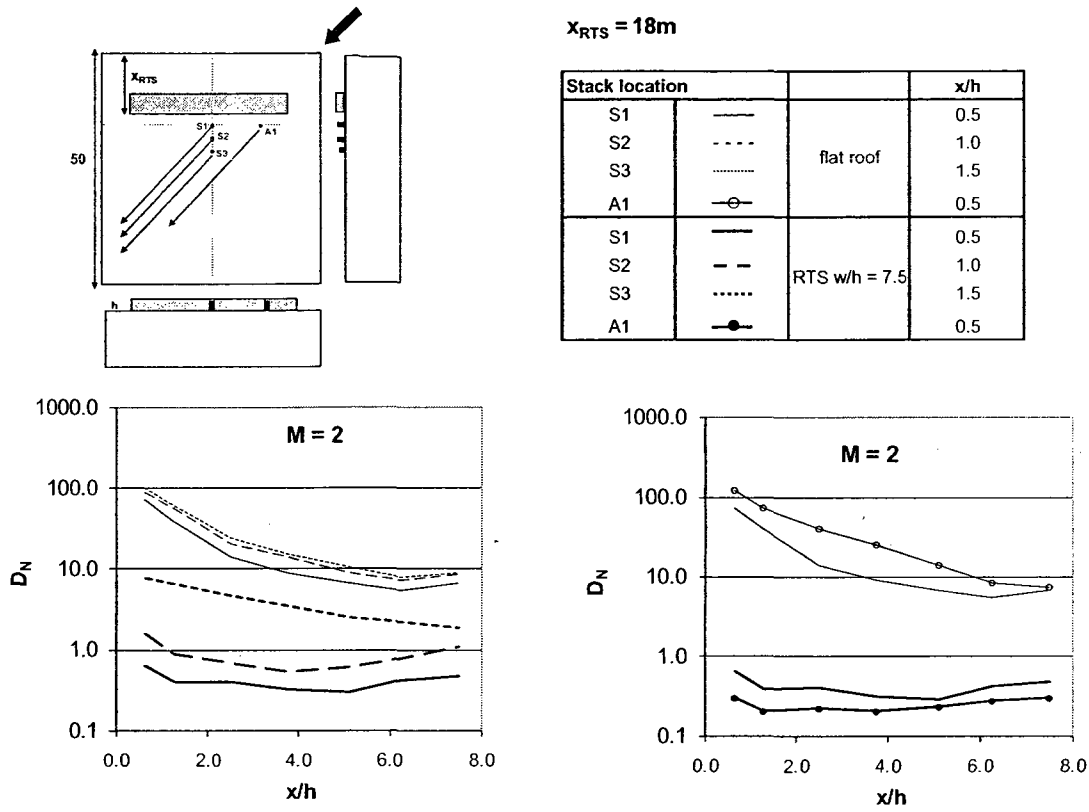 x_RTS = 18m
x_RTS
50
S1
S2
S3
A1
h
Stack location x/h
S1 0.5
S2 1.0
flat roof
S3 1.5
A1 0.5
S1 0.5
S2 1.0
RTS w/h = 7.5
S3 1.5
A1 0.5
M = 2
1000.0
100.0
10.0
1.0
0.1
D_N
0.0 2.0 4.0 6.0 8.0
x/h
M = 2
1000.0
100.0
10.0
1.0
0.1
D_N
0.0 2.0 4.0 6.0 8.0
x/h